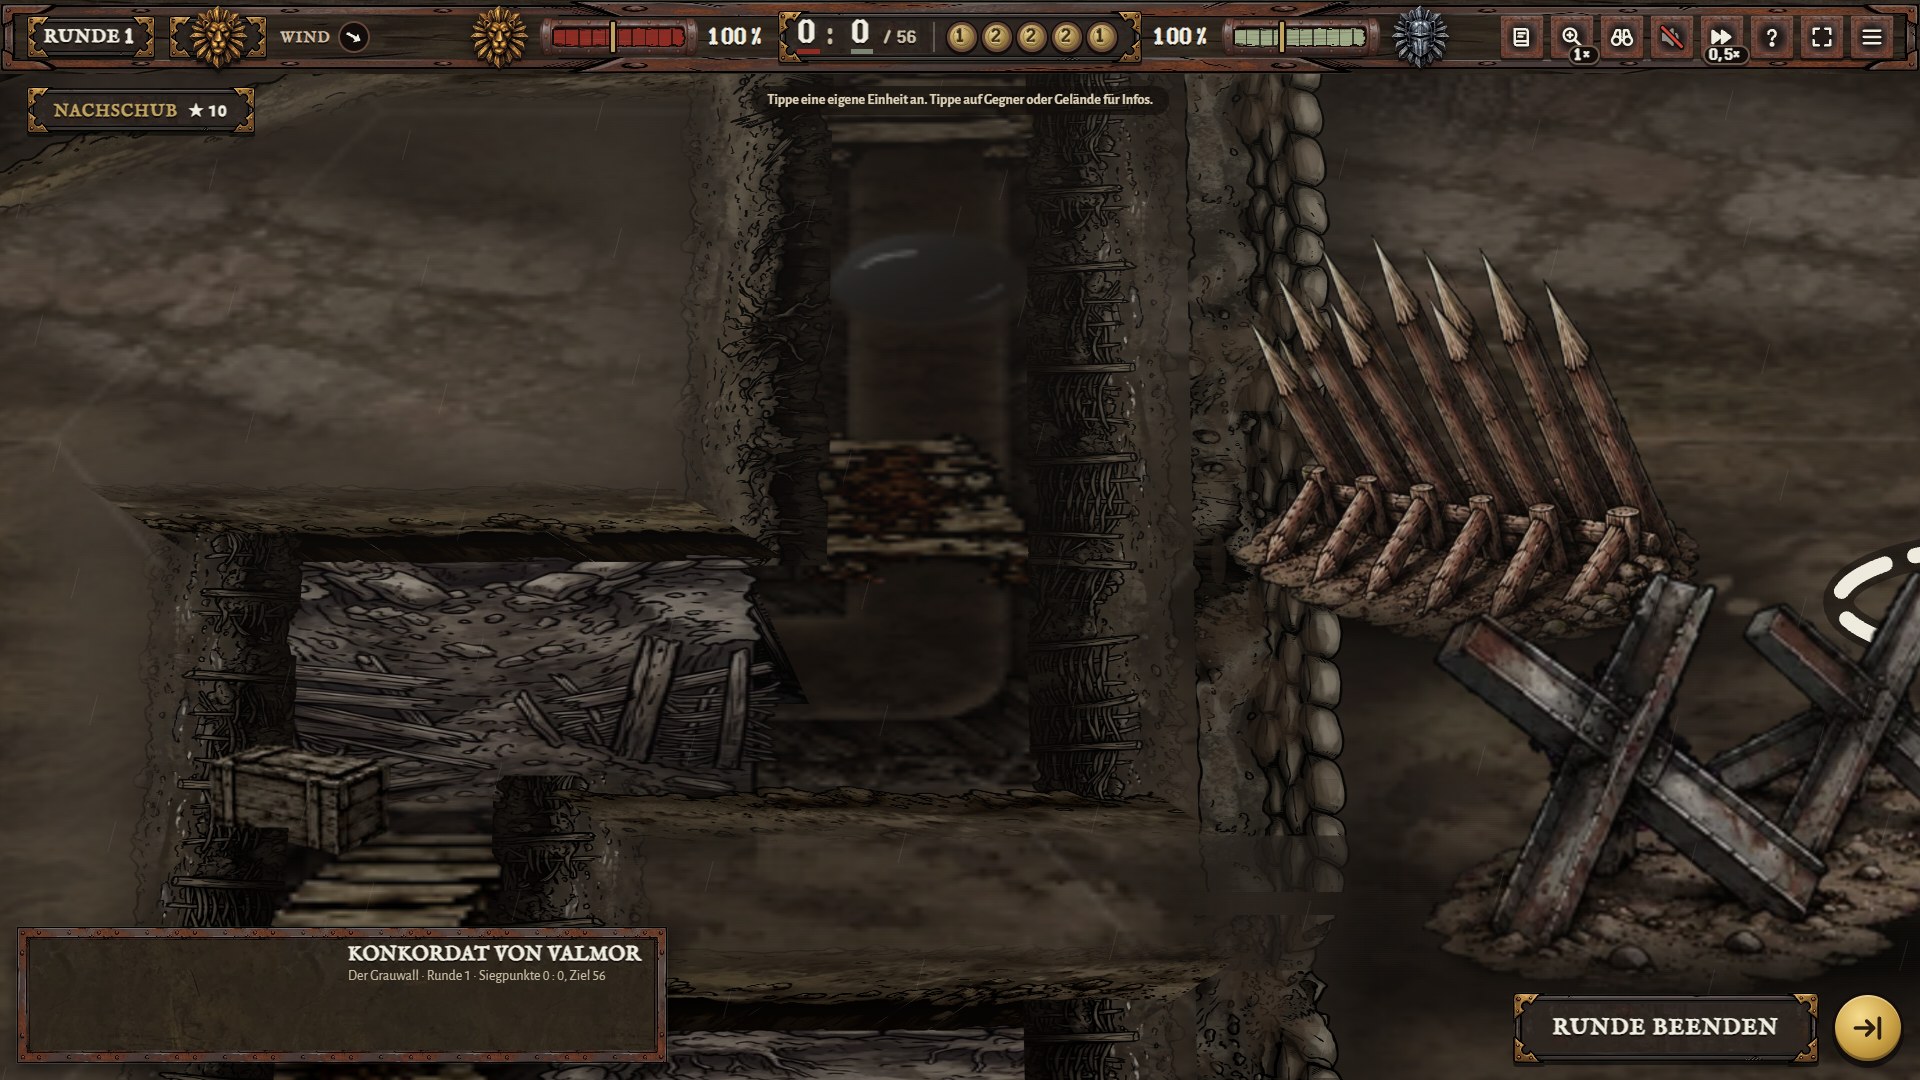 RUNDE 1
WIND
100%
0 : 0 / 56
1 2 2 2 1
100%
1×
0,5×
?
NACHSCHUB ★ 10
Tippe eine eigene Einheit an. Tippe auf Gegner oder Gelände für Infos.
KONKORDAT VON VALMOR
Der Grauwall · Runde 1 · Siegpunkte 0 : 0, Ziel 56
RUNDE BEENDEN